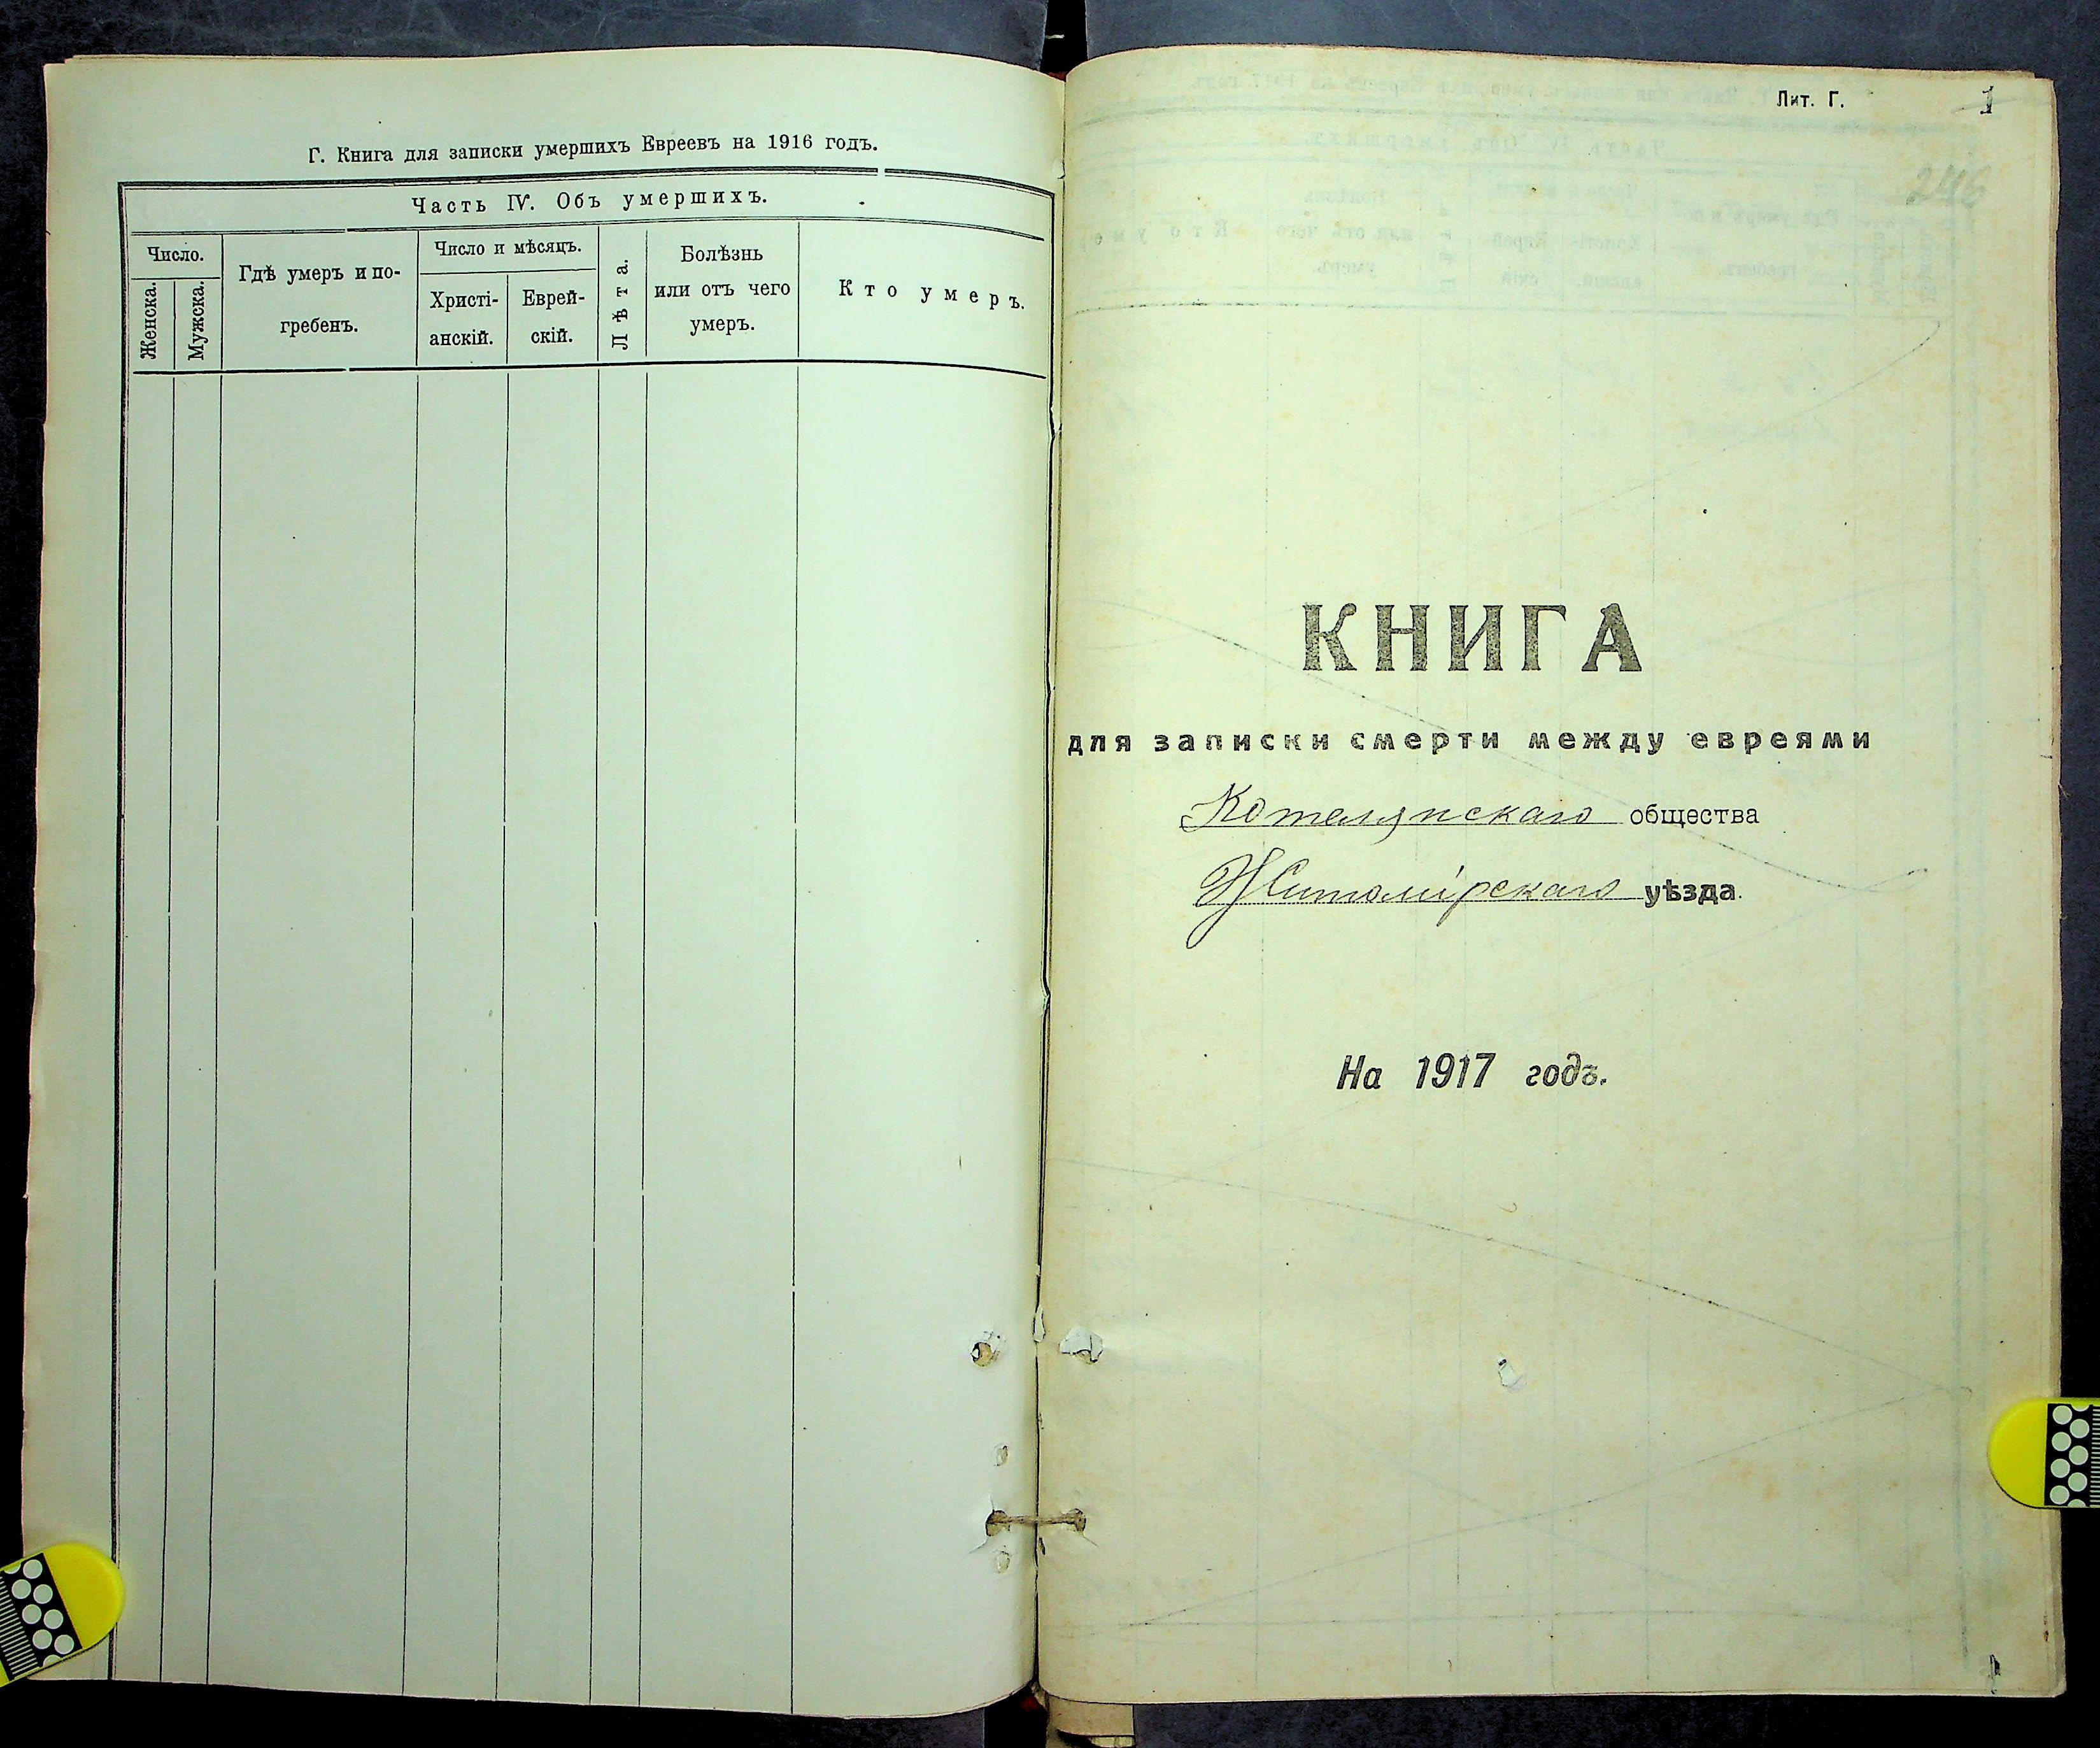 Г. Книга для записки умершихъ Евреевъ на 1916 годъ.
Часть IV. Объ умершихъ.
Число.
Женска.
Мужска.
Гдѣ умеръ и по-
гребенъ.
Число и мѣсяцъ.
Христі-
анскій.
Еврей-
скій.
Лѣта.
Болѣзнь
или отъ чего
умеръ.
Кто умеръ.
Лит. Г.
1
246
КНИГА
для записки смерти между евреями
Котелянскаго общества
Житомірскаго уѣзда.
На 1917 годъ.